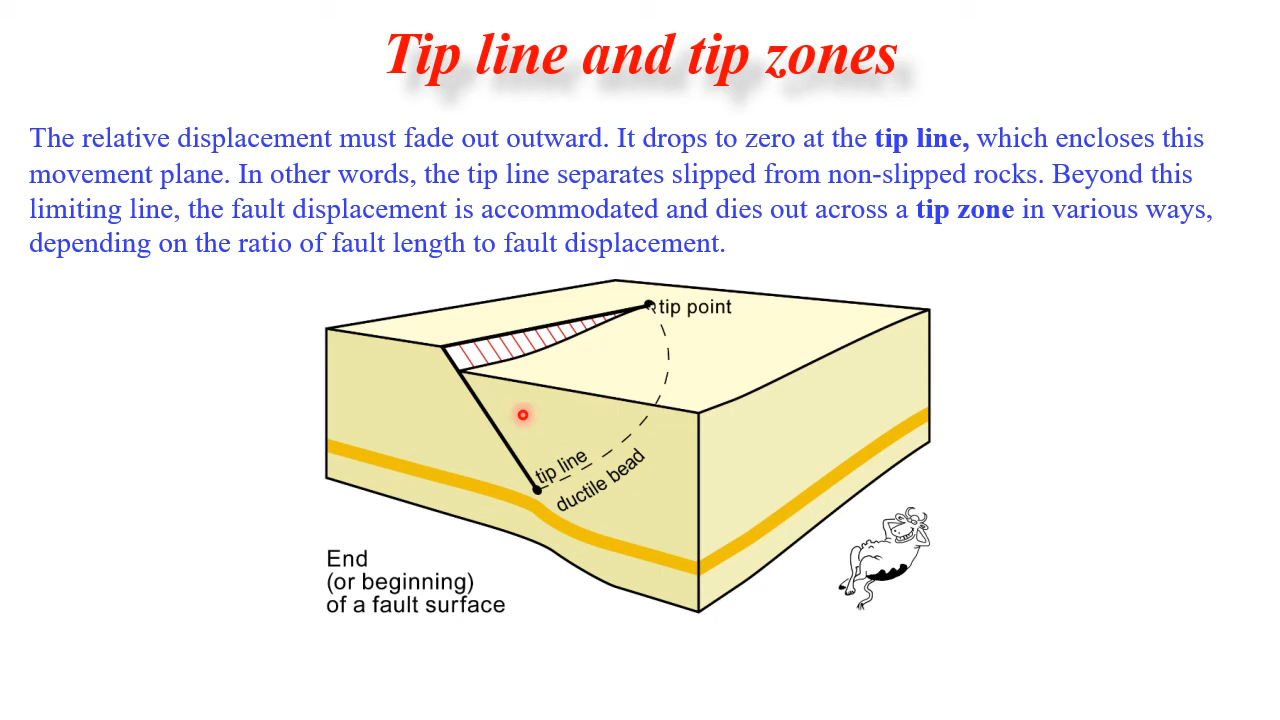 Tip line and tip zones
The relative displacement must fade out outward. It drops to zero at the tip line, which encloses this
movement plane. In other words, the tip line separates slipped from non-slipped rocks. Beyond this
limiting line, the fault displacement is accommodated and dies out across a tip zone in various ways,
depending on the ratio of fault length to fault displacement.
tip point
tip line
ductile bead
End
(or beginning)
of a fault surface